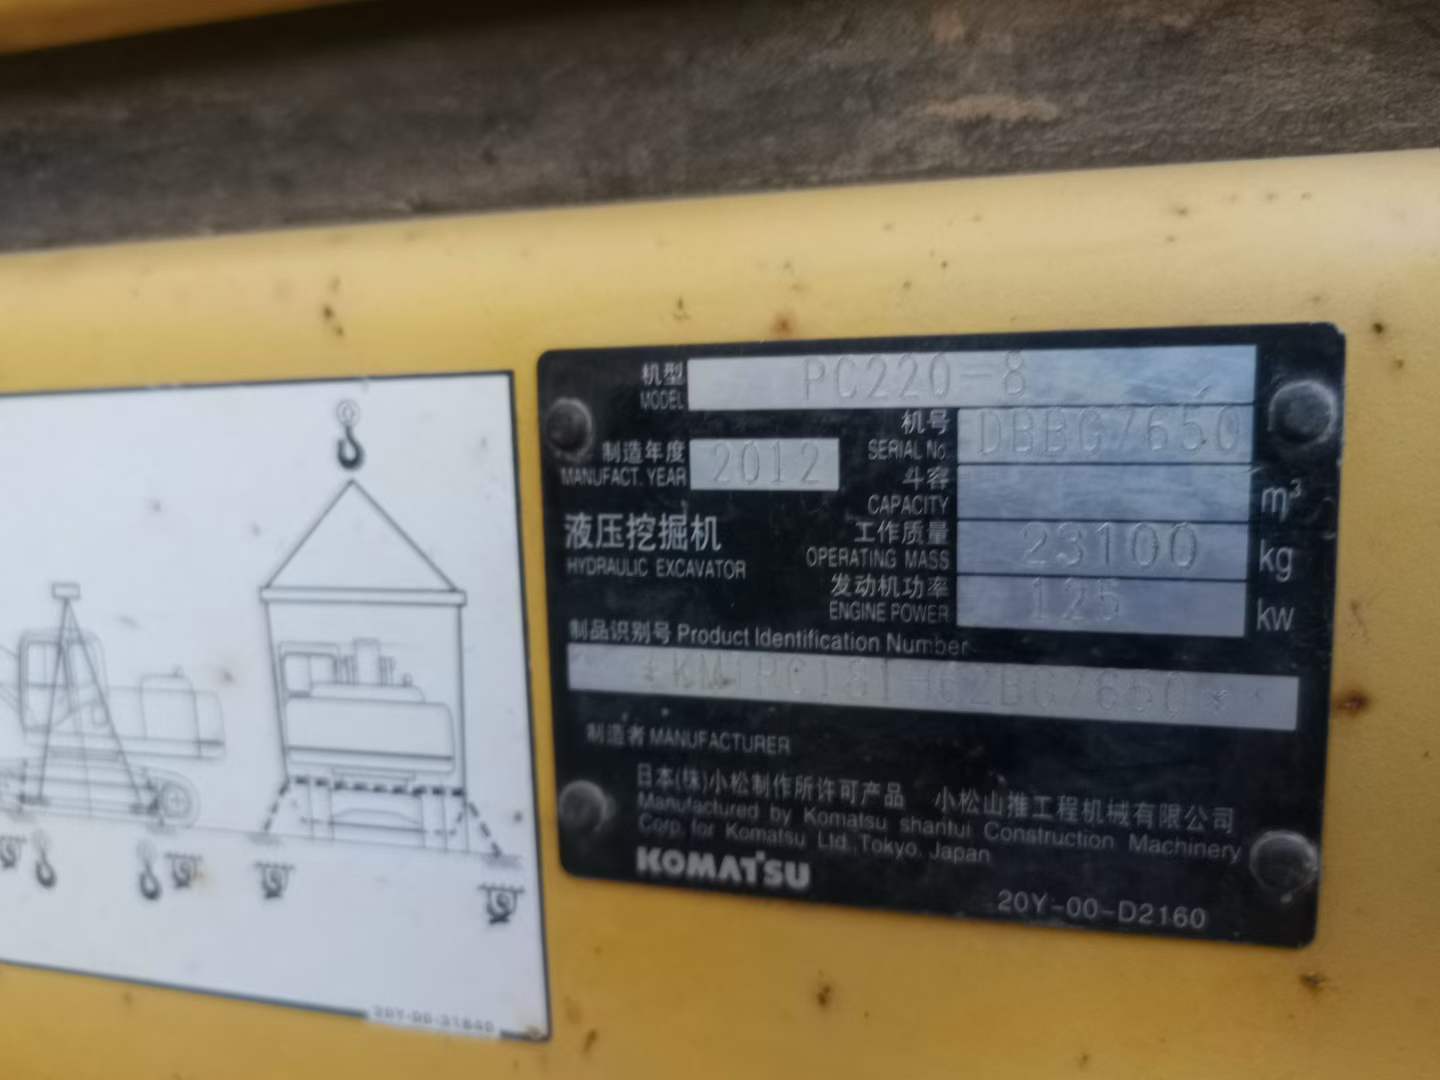 机型 PC220-8
MODEL
机号 DBBG7650
SERIAL No.
制造年度 2012
MANUFACT. YEAR
斗容
CAPACITY m³
液压挖掘机
HYDRAULIC EXCAVATOR
工作质量 23100 kg
OPERATING MASS
发动机功率 125 kw
ENGINE POWER
制品识别号 Product Identification Number
制造者 MANUFACTURER
日本(株)小松制作所许可产品 小松山推工程机械有限公司
Manufactured by Komatsu shantui Construction Machinery
Corp. for Komatsu Ltd.,Tokyo, Japan
KOMATSU
20Y-00-D2160